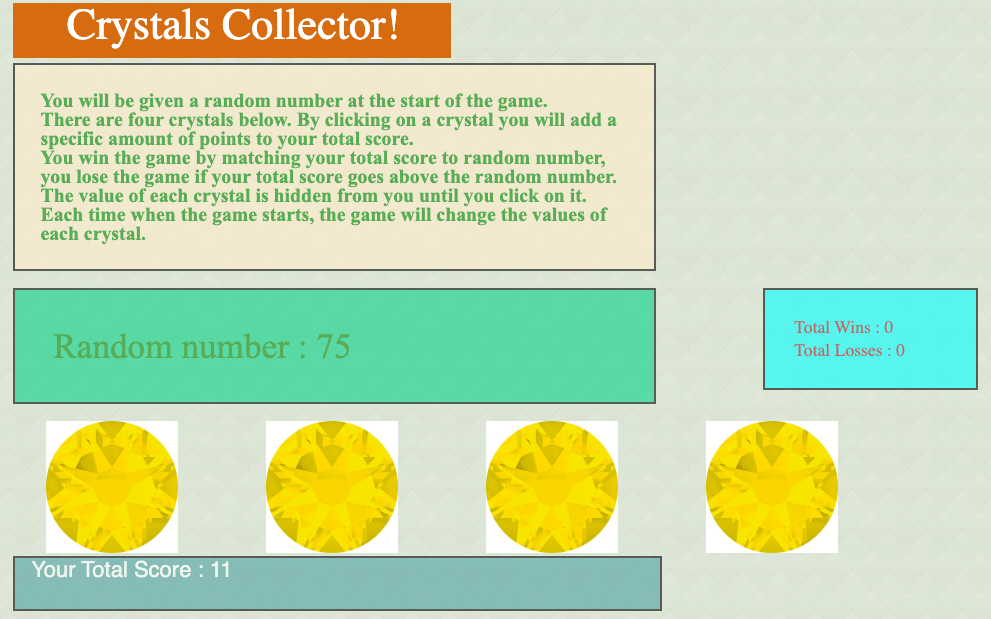 Crystals Collector!
You will be given a random number at the start of the game.
There are four crystals below. By clicking on a crystal you will add a
specific amount of points to your total score.
You win the game by matching your total score to random number,
you lose the game if your total score goes above the random number.
The value of each crystal is hidden from you until you click on it.
Each time when the game starts, the game will change the values of
each crystal.
Random number : 75
Total Wins : 0
Total Losses : 0
Your Total Score : 11